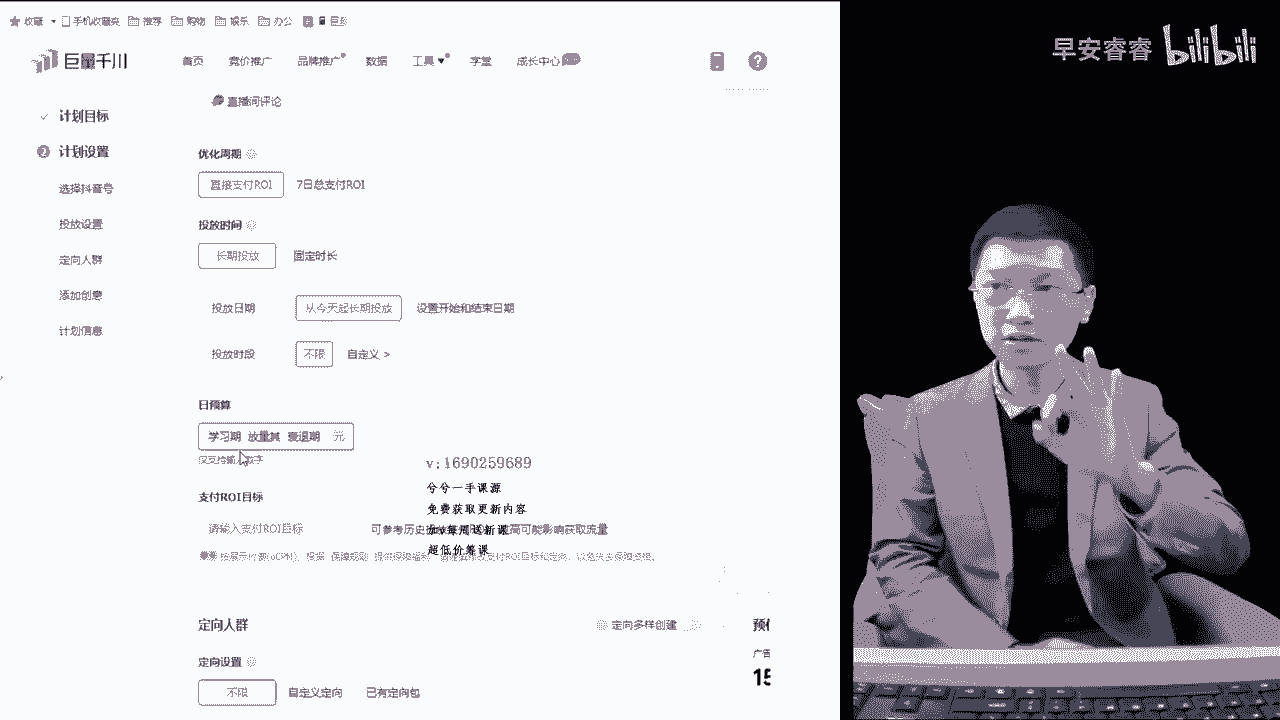 收藏 手机收藏夹 推荐 购物 娱乐 办公 巨彩
巨量千川 首页 竞价推广 品牌推广 数据 工具 学堂 成长中心
早安睿睿 bilibili
直播间评论
计划目标
2 计划设置
选择抖音号
投放设置
定向人群
添加创意
计划信息
优化周期
直接支付ROI 7日总支付ROI
投放时间
长期投放 固定时长
投放日期 从今天起长期投放 设置开始和结束日期
投放时段 不限 自定义 >
日预算
学习期 放量其 衰退期 元
仅支持输入数字
v:1690259689
兮兮一手课源
免费获取更新内容
支付ROI目标
请输入支付ROI目标 可参考历史 高可能影响获取流量
加v每周送新课
超低价集课
定向人群 定向多样创建
定向设置
不限 自定义定向 已有定向包
预估
广告
15